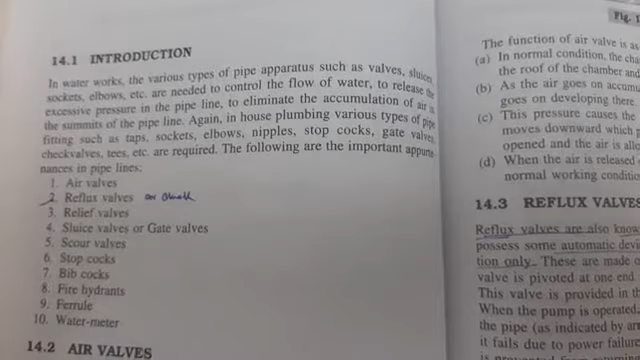 14.1 INTRODUCTION
In water works, the various types of pipe apparatus such as valves, sluices
sockets, elbows, etc. are needed to control the flow of water, to release the
excessive pressure in the pipe line, to eliminate the accumulation of air in
the summits of the pipe line. Again, in house plumbing various types of pipe
fitting such as taps, sockets, elbows, nipples, stop cocks, gate valves,
checkvalves, tees, etc. are required. The following are the important appurte-
nances in pipe lines:
1. Air valves
2. Reflux valves or
3. Relief valves
4. Sluice valves or Gate valves
5. Scour valves
6. Stop cocks
7. Bib cocks
8. Fire hydrants
9. Ferrule
10. Water-meter
14.2 AIR VALVES
Fig. 1
The function of air valve is as
(a) In normal condition, the cha
the roof of the chamber and
(b) As the air goes on accumu
goes on developing there.
(c) This pressure causes the
moves downward which
opened and the air is allo
(d) When the air is released
normal working conditio
14.3 REFLUX VALVES
Reflux valves are also know
possess some automatic devi
tion only. These are made o
valve is pivoted at one end.
This valve is provided in th
When the pump is operated,
the pipe (as indicated by arr
it fails due to power failure